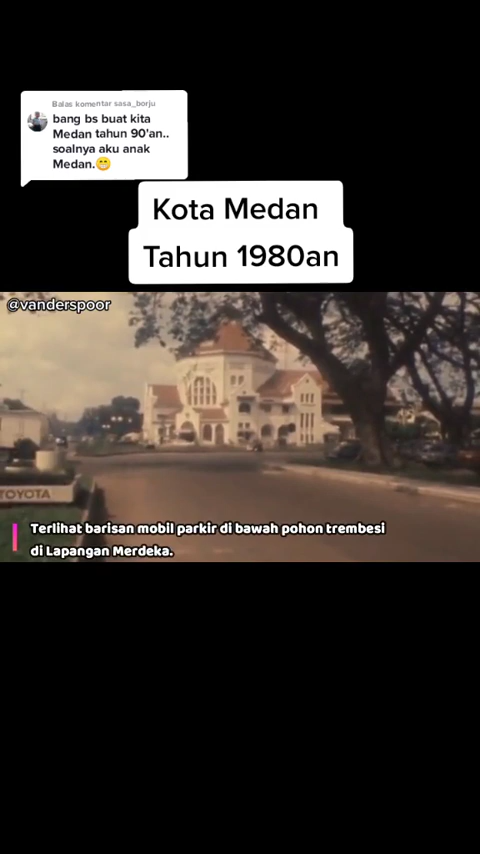 Balas komentar sasa_borju
bang bs buat kita
Medan tahun 90'an..
soalnya aku anak
Medan.😁
Kota Medan
Tahun 1980an
@vanderspoor
TOYOTA
Terlihat barisan mobil parkir di bawah pohon trembesi
di Lapangan Merdeka.